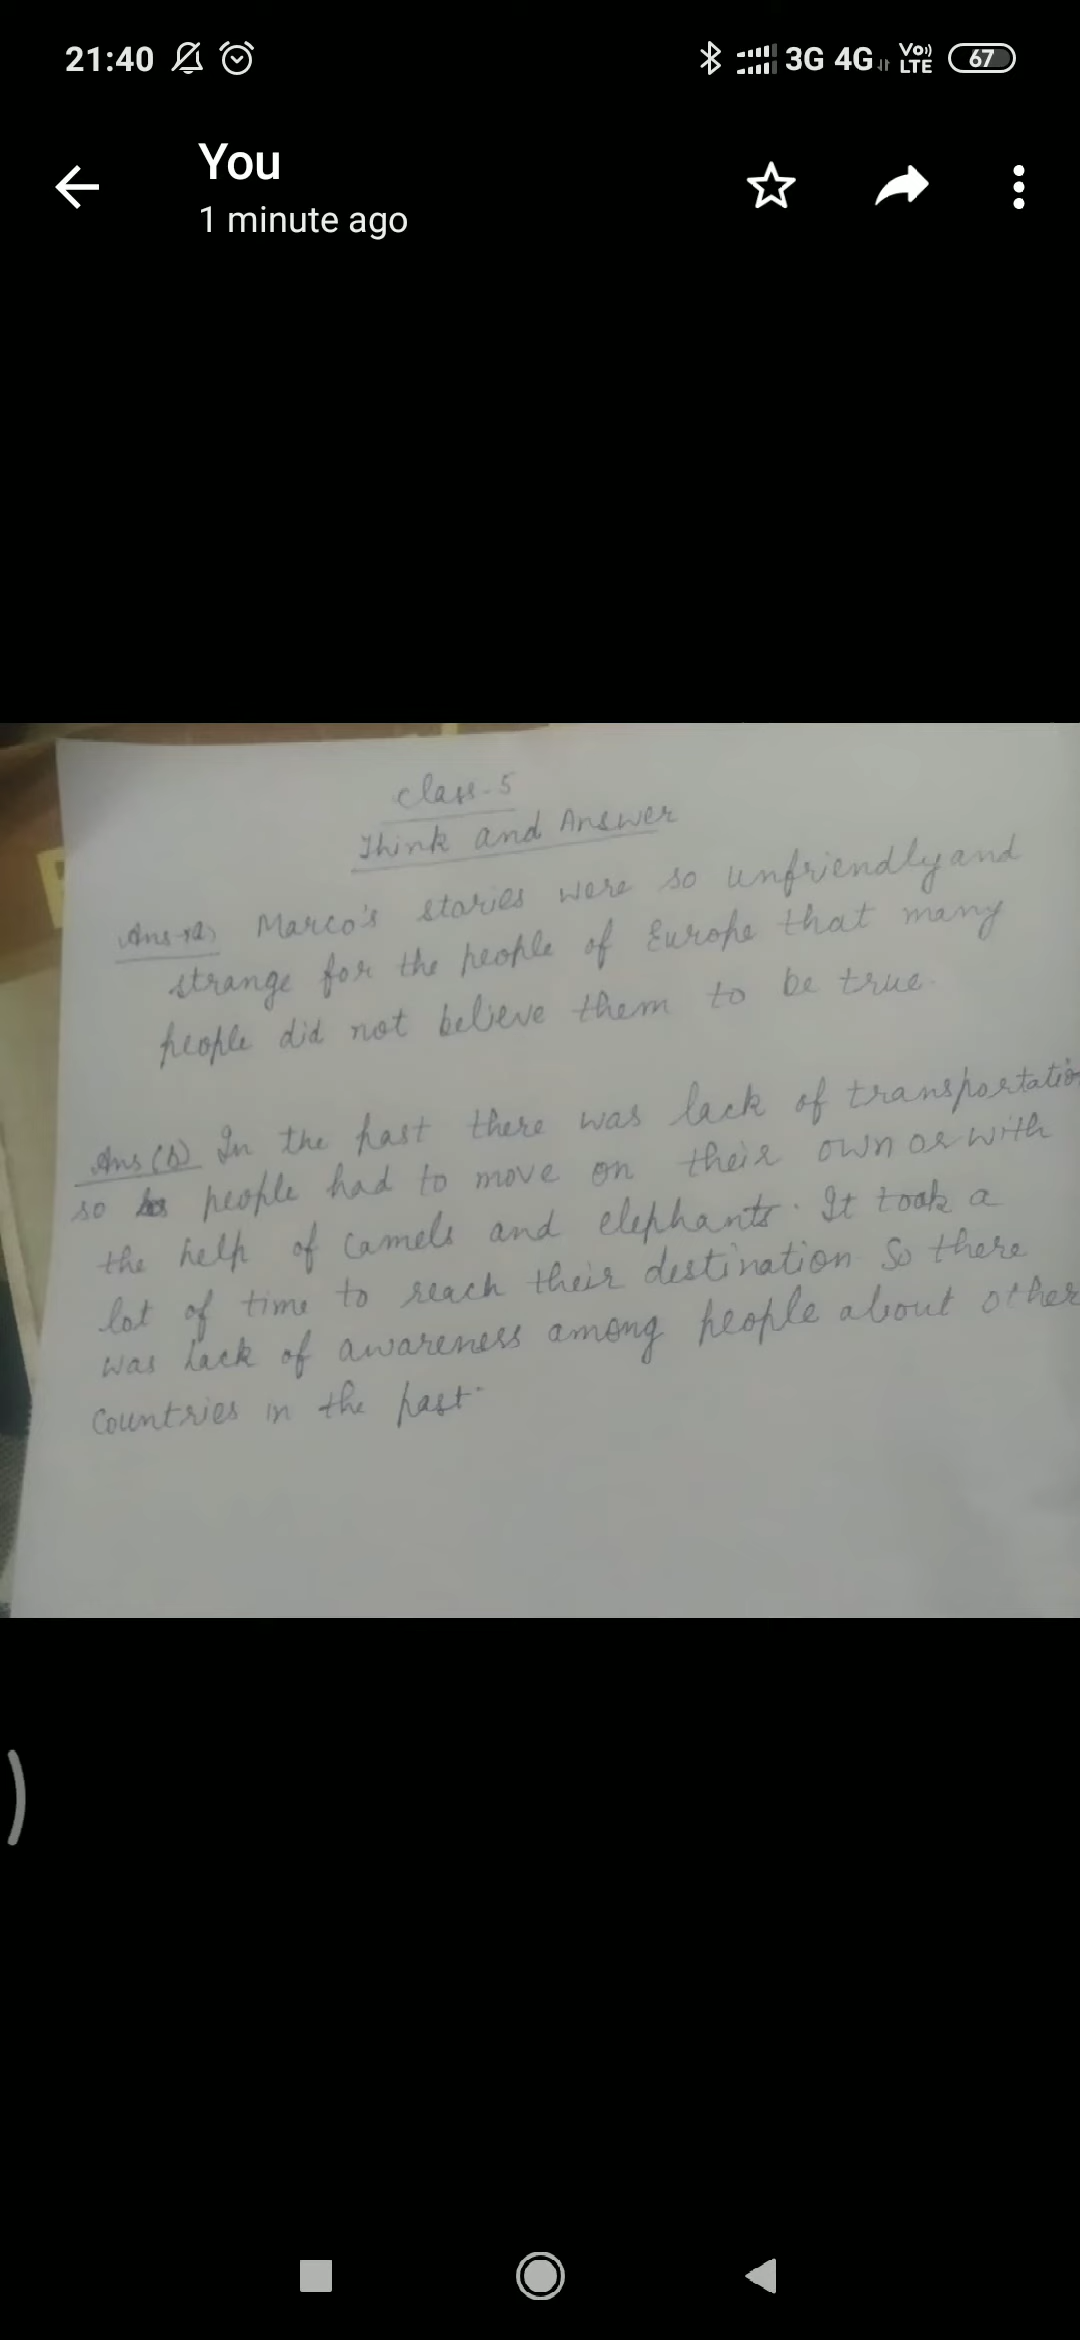 21:40
3G 4G Vo)) LTE 67
You
1 minute ago
Class-5
Think and Answer
Ans (a) Marco's stories were so unfriendly and
strange for the people of Europe that many
people did not believe them to be true.
Ans (b) In the past there was lack of transportatio
so people had to move on their own or with
the help of camels and elephants. It took a
lot of time to reach their destination So there
was lack of awareness among people about other
Countries in the past.